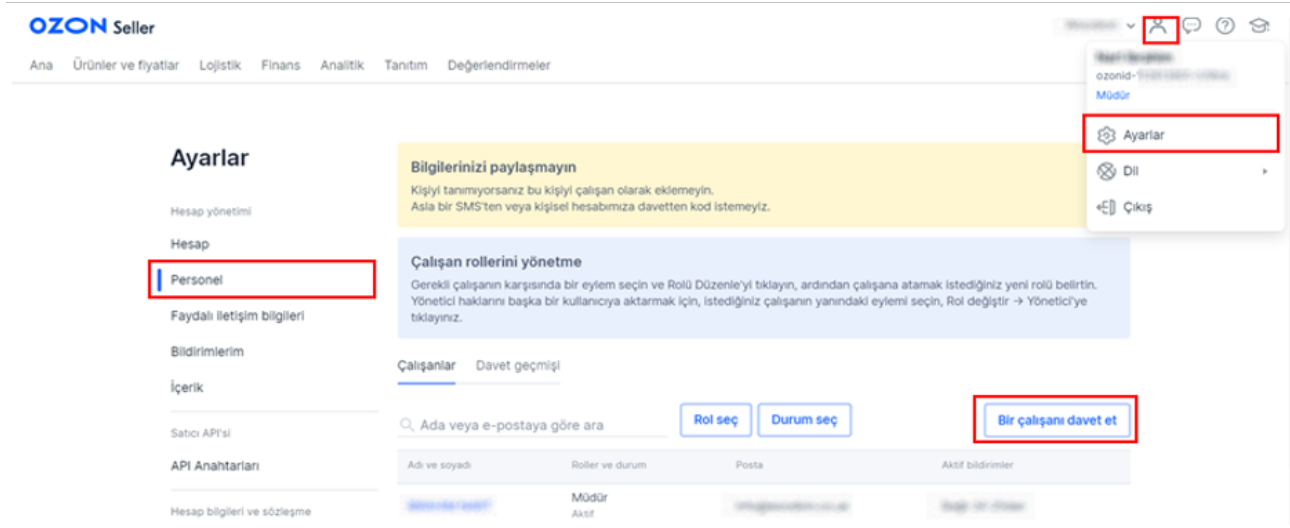 OZON Seller
Ana Ürünler ve fiyatlar Lojistik Finans Analitik Tanıtım Değerlendirmeler
ozonid-
Müdür
Ayarlar
Dil
Çıkış
Ayarlar
Hesap yönetimi
Hesap
Personel
Faydalı iletişim bilgileri
Bildirimlerim
İçerik
Satıcı API'si
API Anahtarları
Hesap bilgileri ve sözleşme
Bilgilerinizi paylaşmayın
Kişiyi tanımıyorsanız bu kişiyi çalışan olarak eklemeyin.
Asla bir SMS'ten veya kişisel hesabımıza davetten kod istemeyiz.
Çalışan rollerini yönetme
Gerekli çalışanın karşısında bir eylem seçin ve Rolü Düzenle'yi tıklayın, ardından çalışana atamak istediğiniz yeni rolü belirtin.
Yönetici haklarını başka bir kullanıcıya aktarmak için, istediğiniz çalışanın yanındaki eylemi seçin, Rol değiştir → Yönetici'ye
tıklayınız.
Çalışanlar Davet geçmişi
Ada veya e-postaya göre ara
Rol seç
Durum seç
Bir çalışanı davet et
Adı ve soyadı Roller ve durum Posta Aktif bildirimler
Müdür
Aktif